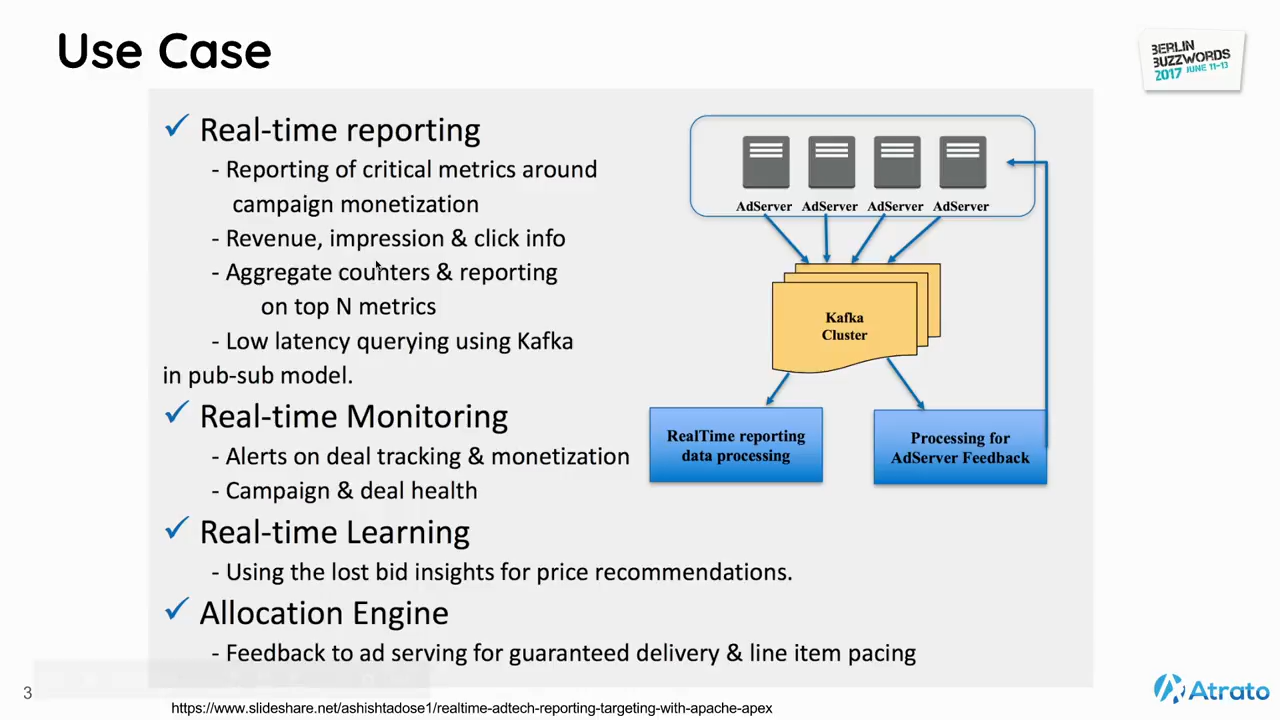 Use Case
BERLIN
BUZZWORDS
2017 JUNE 11-13
✓ Real-time reporting
- Reporting of critical metrics around
campaign monetization
- Revenue, impression & click info
- Aggregate counters & reporting
on top N metrics
- Low latency querying using Kafka
in pub-sub model.
✓ Real-time Monitoring
- Alerts on deal tracking & monetization
- Campaign & deal health
✓ Real-time Learning
- Using the lost bid insights for price recommendations.
✓ Allocation Engine
- Feedback to ad serving for guaranteed delivery & line item pacing
AdServer AdServer AdServer AdServer
Kafka
Cluster
RealTime reporting
data processing
Processing for
AdServer Feedback
3
https://www.slideshare.net/ashishtadose1/realtime-adtech-reporting-targeting-with-apache-apex
Atrato